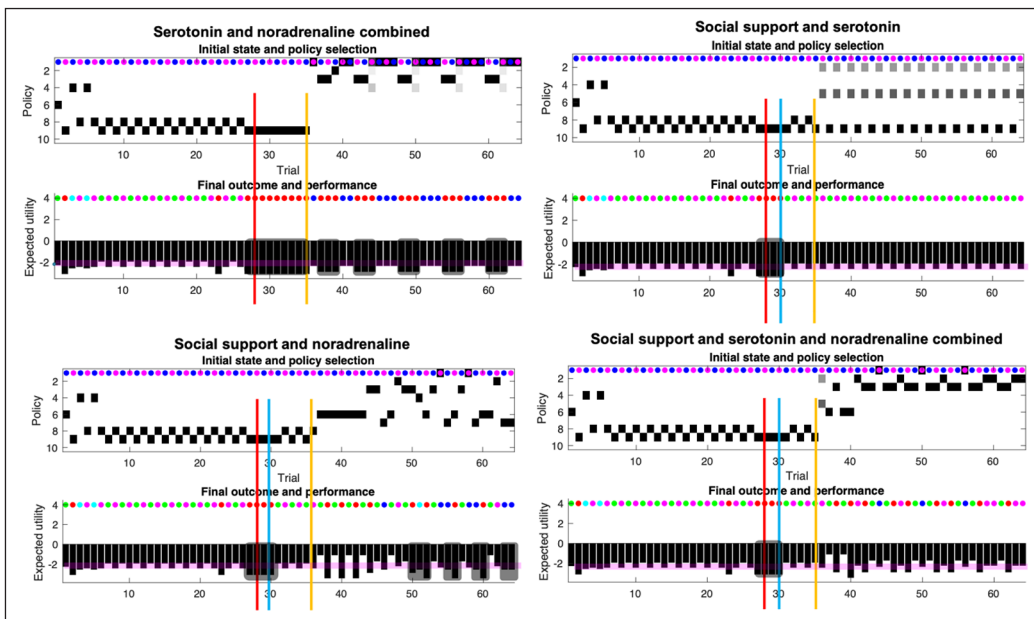 Serotonin and noradrenaline combined
Initial state and policy selection
Policy
2
4
6
8
10
10 20 30 40 50 60
Trial
Final outcome and performance
Expected utility
4
2
0
-2
10 20 30 40 50 60
Social support and serotonin
Initial state and policy selection
Policy
2
4
6
8
10
10 20 30 40 50 60
Trial
Final outcome and performance
Expected utility
4
2
0
-2
10 20 30 40 50 60
Social support and noradrenaline
Initial state and policy selection
Policy
2
4
6
8
10
10 20 30 40 50 60
Trial
Final outcome and performance
Expected utility
4
2
0
-2
10 20 30 40 50 60
Social support and serotonin and noradrenaline combined
Initial state and policy selection
Policy
2
4
6
8
10
10 20 30 40 50 60
Trial
Final outcome and performance
Expected utility
4
2
0
-2
10 20 30 40 50 60